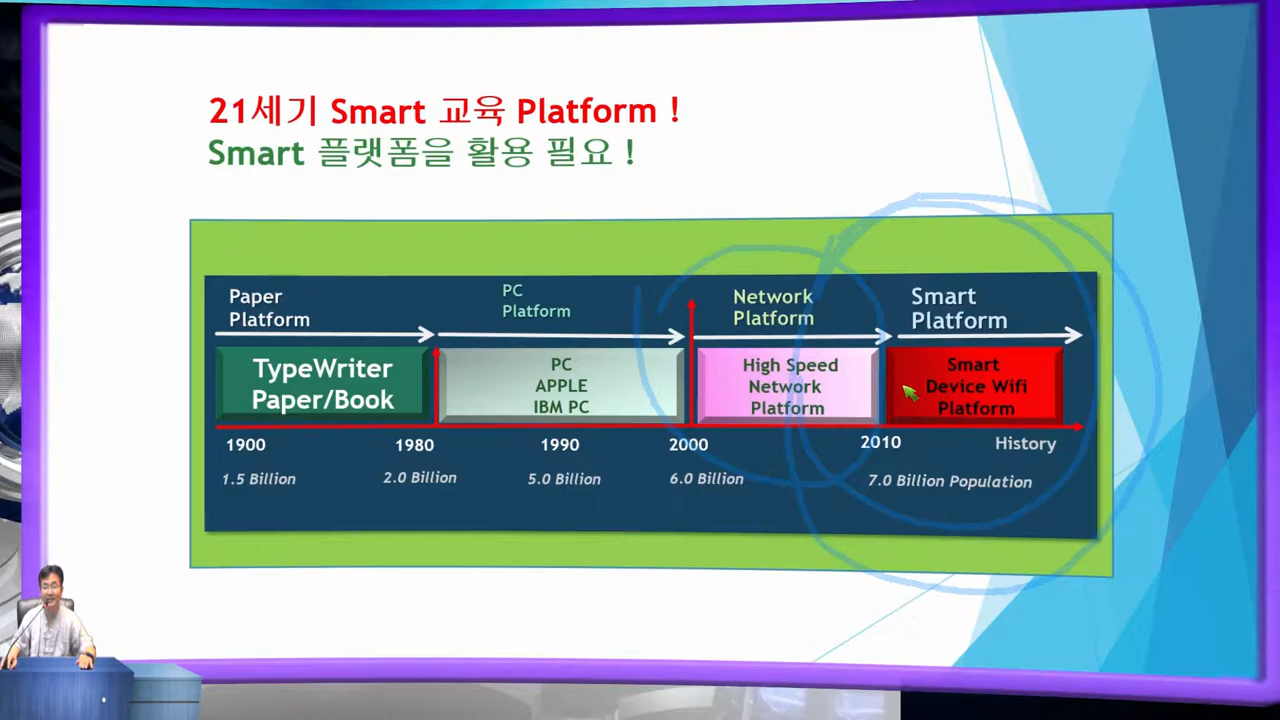 21세기 Smart 교육 Platform !
Smart 플랫폼을 활용 필요 !
Paper
Platform
PC
Platform
Network
Platform
Smart
Platform
TypeWriter
Paper/Book
PC
APPLE
IBM PC
High Speed
Network
Platform
Smart
Device Wifi
Platform
1900 1980 1990 2000 2010 History
1.5 Billion 2.0 Billion 5.0 Billion 6.0 Billion 7.0 Billion Population